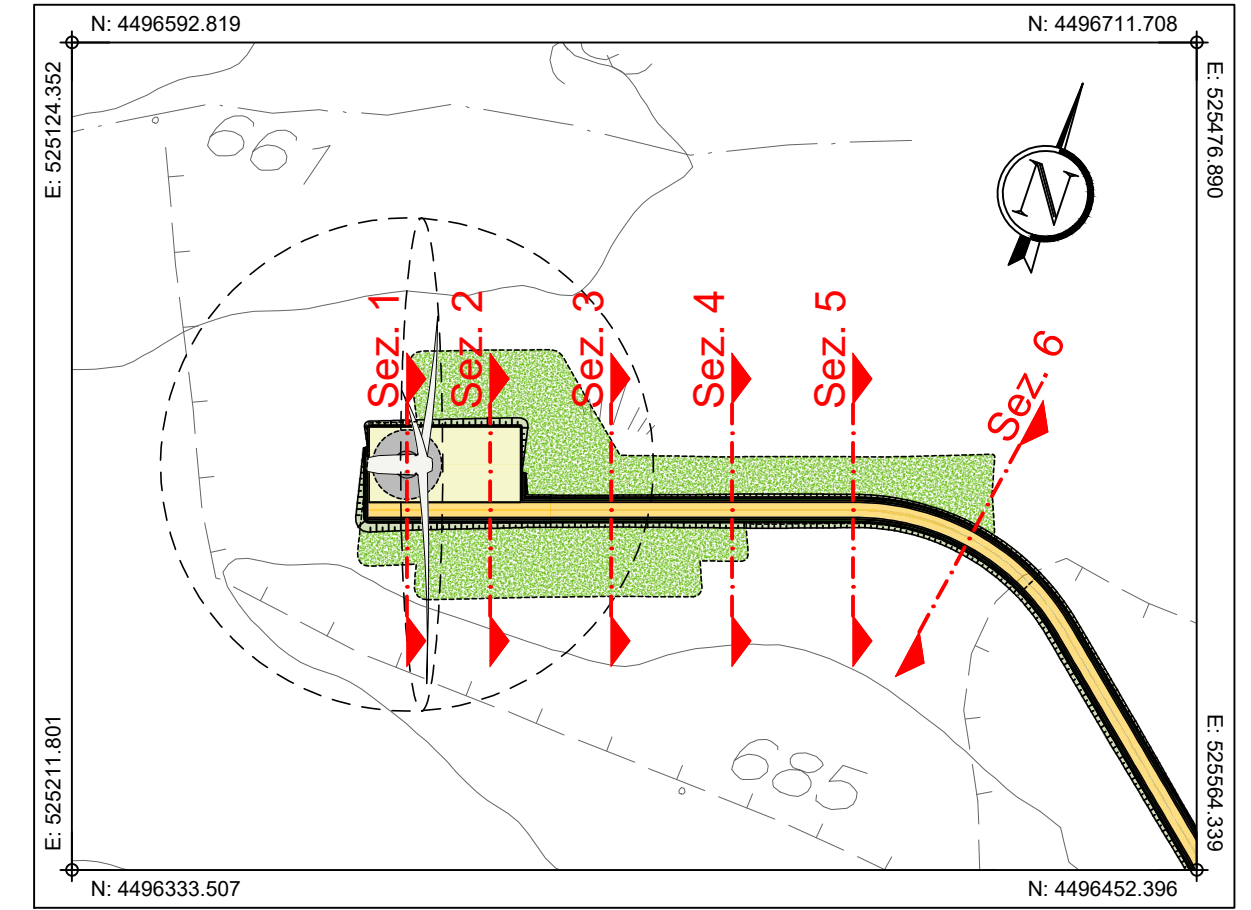 N: 4496592.819
N: 4496711.708
E: 525124.352
E: 525476.890
667
N
Sez. 1
Sez. 2
Sez. 3
Sez. 4
Sez. 5
Sez. 6
685
E: 525211.801
E: 525564.339
N: 4496333.507
N: 4496452.396